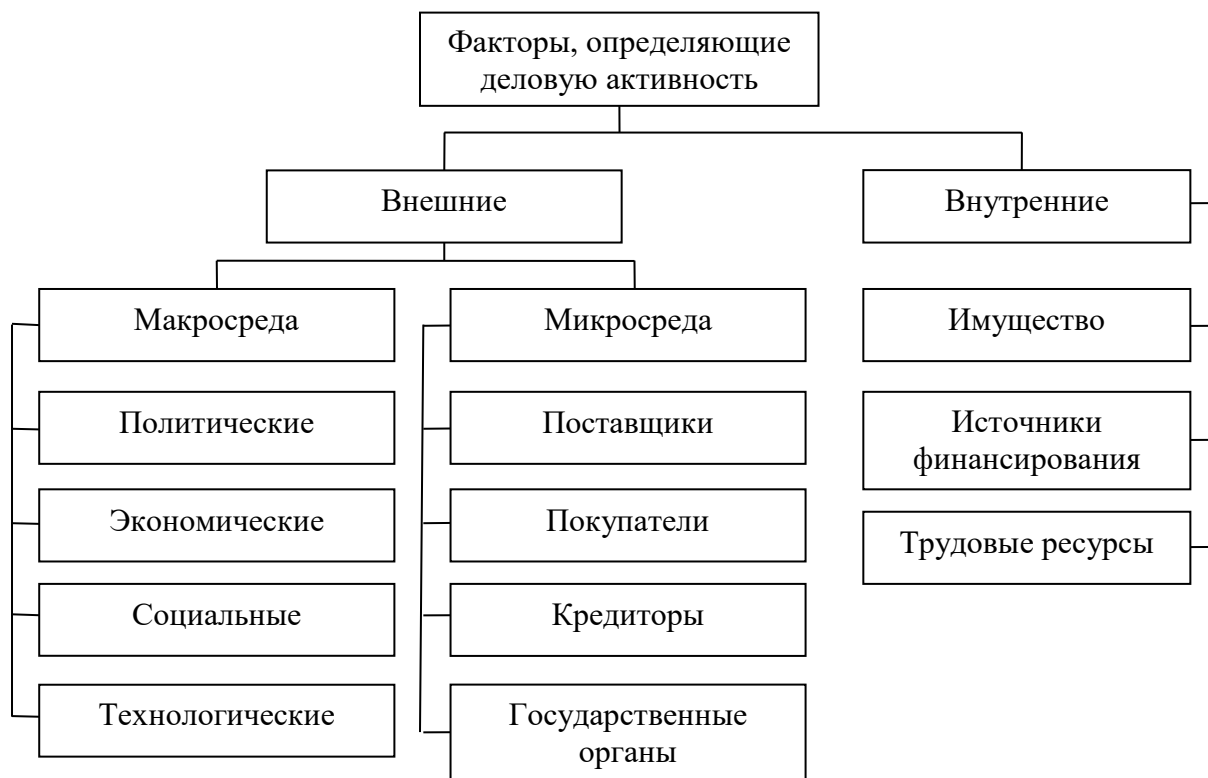 Факторы, определяющие
деловую активность
Внешние
Внутренние
Макросреда
Микросреда
Имущество
Политические
Поставщики
Источники
финансирования
Экономические
Покупатели
Трудовые ресурсы
Социальные
Кредиторы
Технологические
Государственные
органы